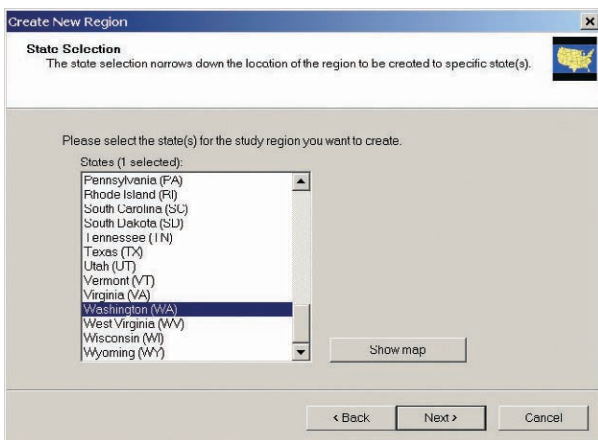 Create New Region
State Selection
The state selection narrows down the location of the region to be created to specific state(s).
Please select the state(s) for the study region you want to create.
States (1 selected):
Pennsylvania (PA)
Rhode Island (RI)
South Carolina (SC)
South Dakota (SD)
Tennessee (TN)
Texas (TX)
Utah (UT)
Vermont (VT)
Virginia (VA)
Washington (WA)
West Virginia (WV)
Wisconsin (WI)
Wyoming (WY)
Show map
< Back
Next >
Cancel